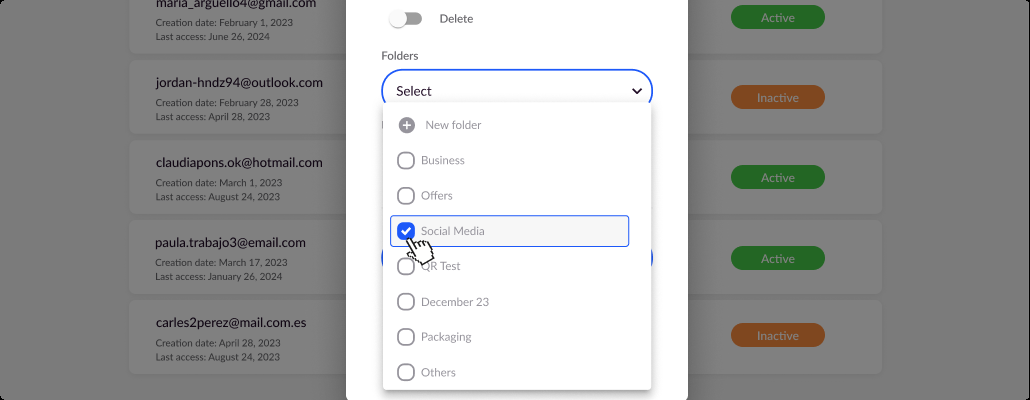 maria_arguello4@gmail.com
Creation date: February 1, 2023
Last access: June 26, 2024
Active
jordan-hndz94@outlook.com
Creation date: February 28, 2023
Last access: April 28, 2023
Inactive
claudiapons.ok@hotmail.com
Creation date: March 1, 2023
Last access: August 24, 2023
Active
paula.trabajo3@email.com
Creation date: March 17, 2023
Last access: January 26, 2024
Active
carles2perez@mail.com.es
Creation date: April 28, 2023
Last access: August 24, 2023
Inactive
Delete
Folders
Select
New folder
Business
Offers
Social Media
QR Test
December 23
Packaging
Others